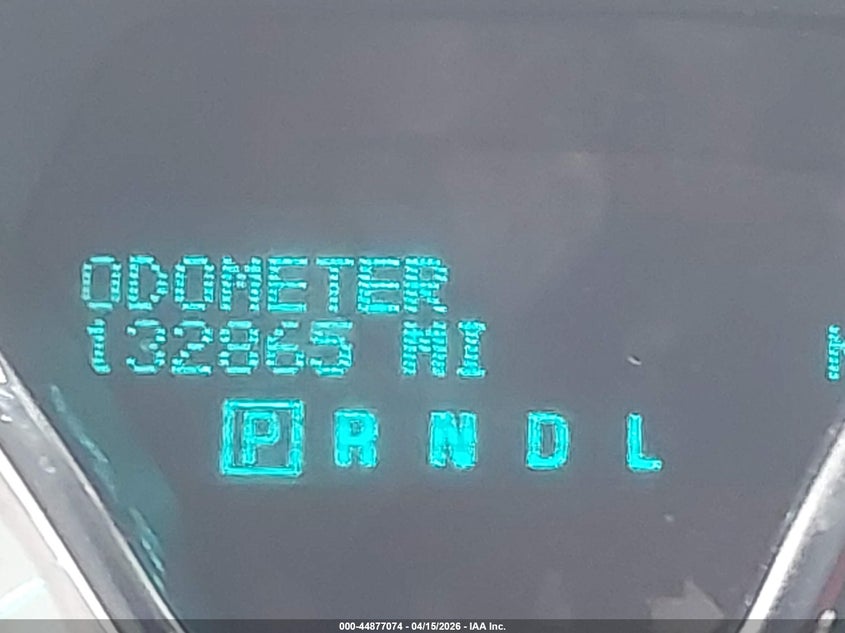 ODOMETER
132865 MI
P R N D L
000-44877074 - 04/15/2026 - IAA Inc.